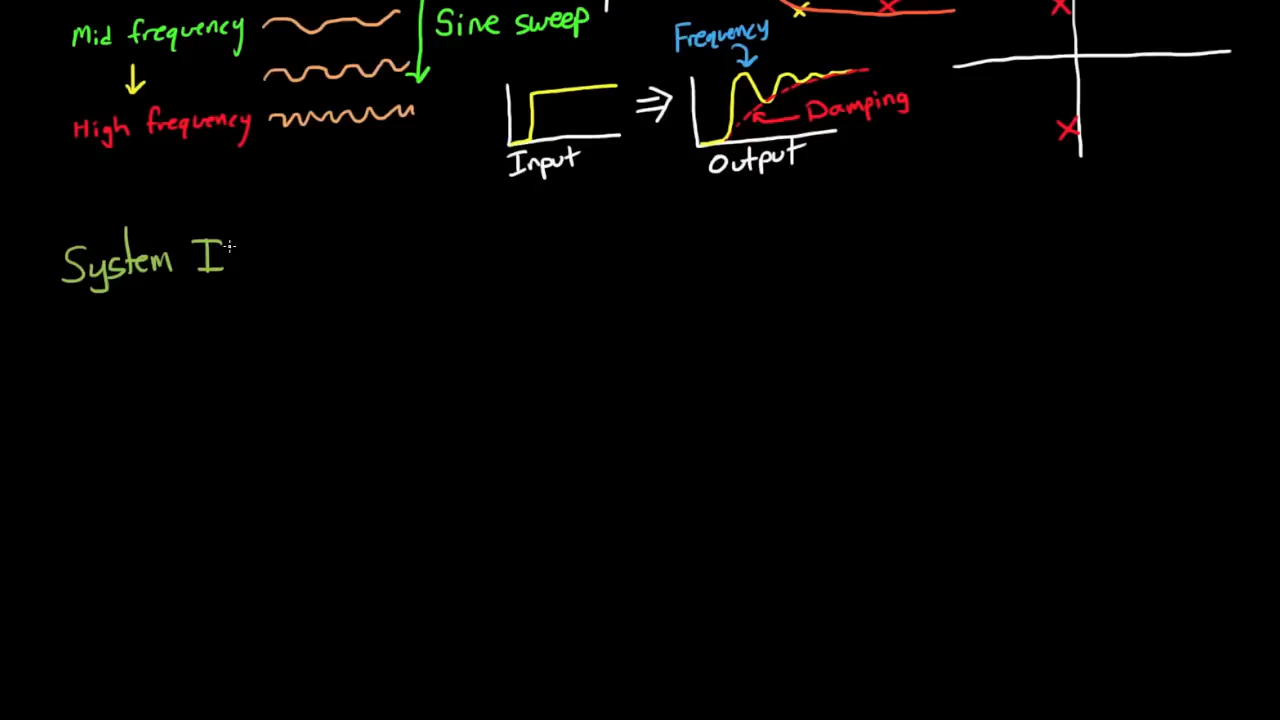 Mid frequency
High frequency
Sine sweep
Input
Frequency
Damping
Output
System I